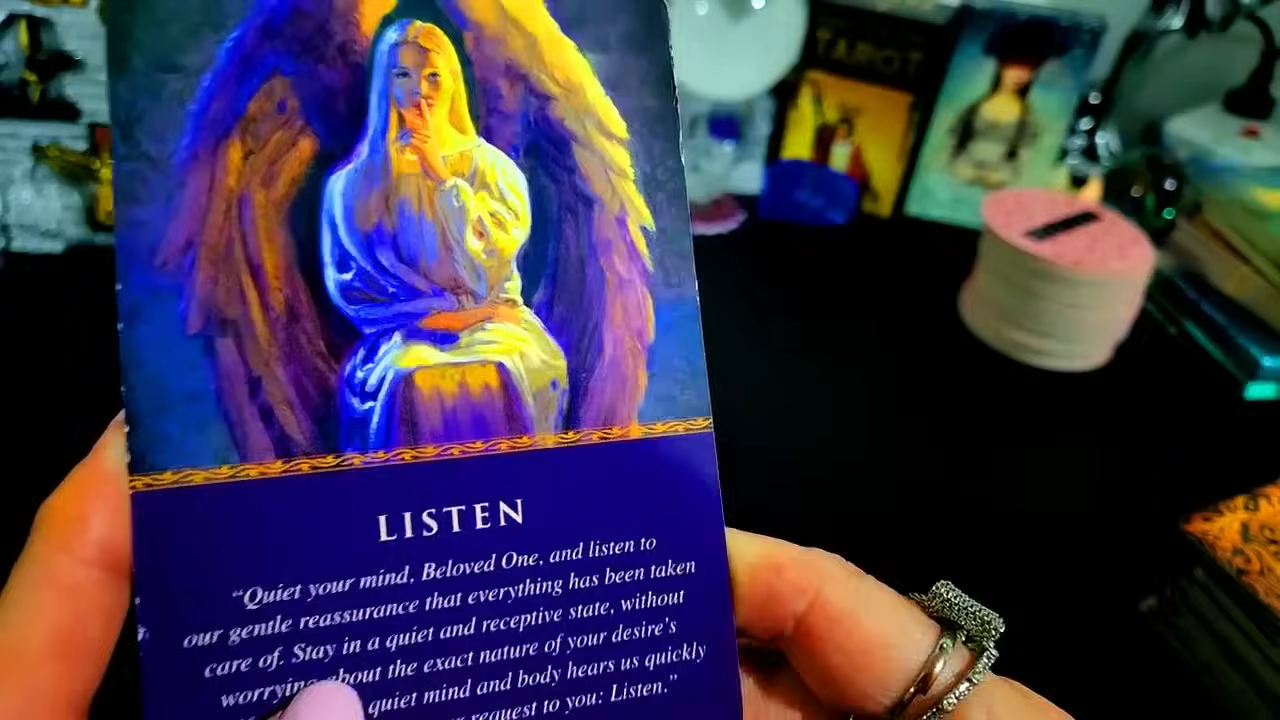 TAROT
LISTEN
“Quiet your mind, Beloved One, and listen to
our gentle reassurance that everything has been taken
care of. Stay in a quiet and receptive state, without
worrying about the exact nature of your desire’s
quiet mind and body hears us quickly
request to you: Listen.”